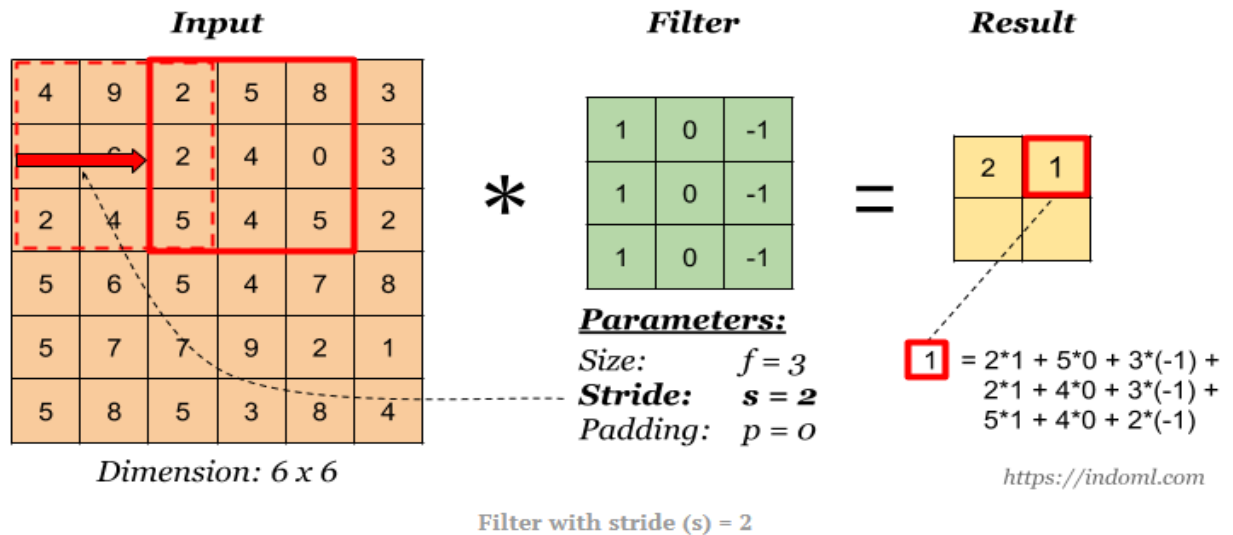 Input
Filter
Result
4 9 2 5 8 3
2 4 0 3
2 4 5 4 5 2
5 6 5 4 7 8
5 7 7 9 2 1
5 8 5 3 8 4
Dimension: 6 x 6
*
1 0 -1
1 0 -1
1 0 -1
Parameters:
Size: f = 3
Stride: s = 2
Padding: p = 0
=
2 1
1 = 2*1 + 5*0 + 3*(-1) +
2*1 + 4*0 + 3*(-1) +
5*1 + 4*0 + 2*(-1)
https://indoml.com
Filter with stride (s) = 2